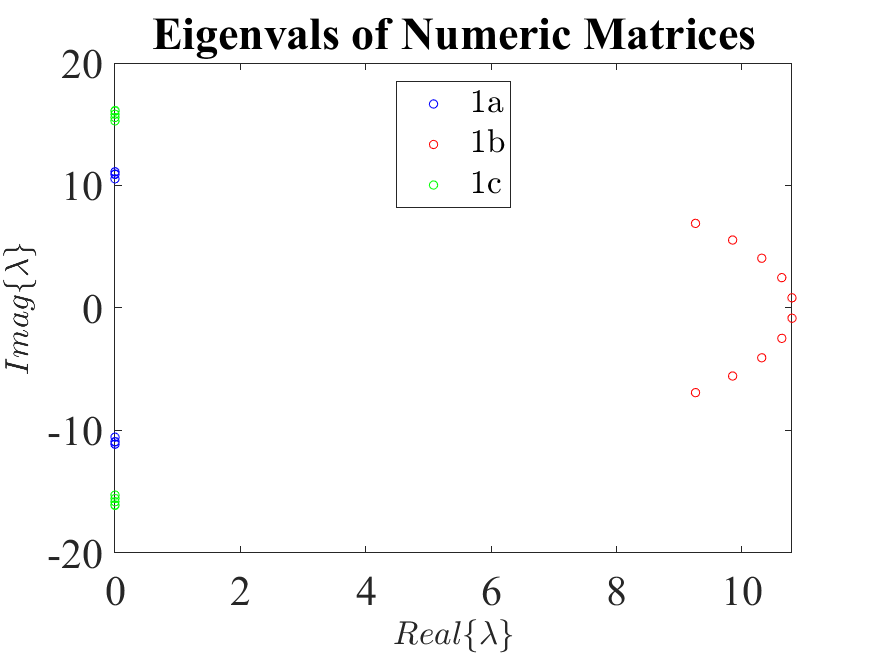 Eigenvals of Numeric Matrices
20
10
0
-10
-20
Imag{λ}
1a
1b
1c
0 2 4 6 8 10
Real{λ}